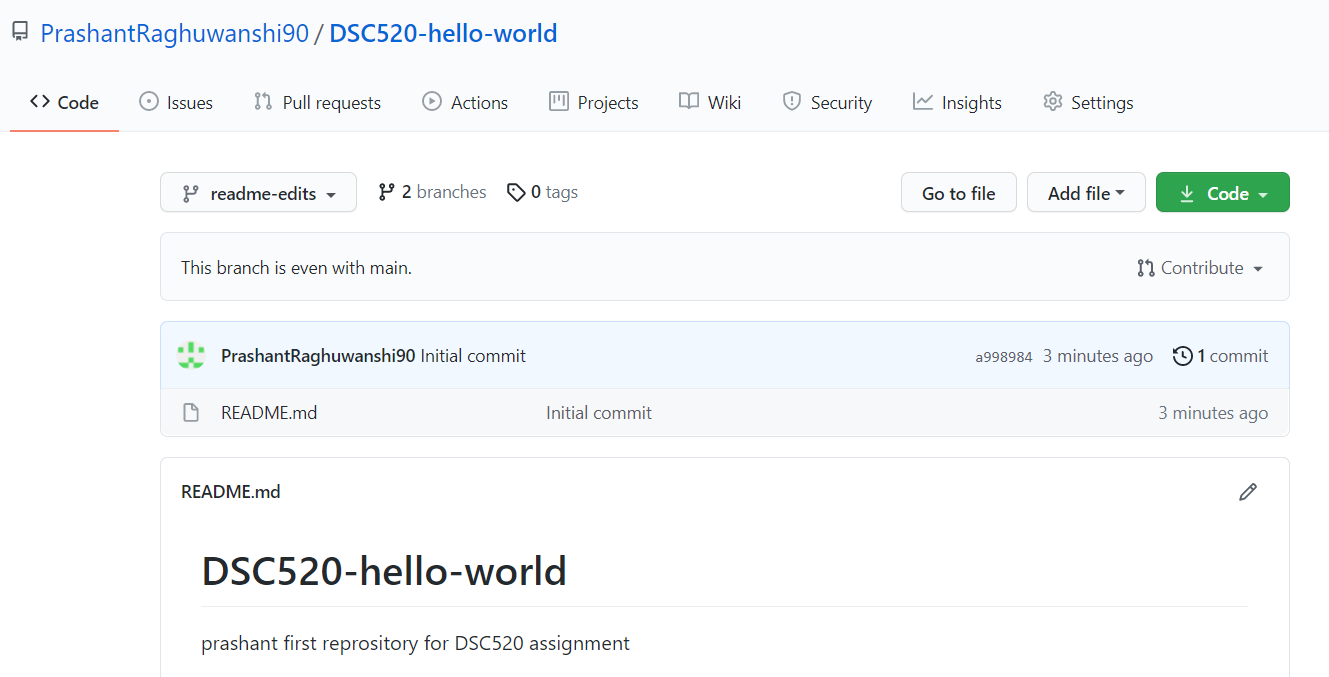 PrashantRaghuwanshi90 / DSC520-hello-world
Code Issues Pull requests Actions Projects Wiki Security Insights Settings
readme-edits 2 branches 0 tags Go to file Add file Code
This branch is even with main. Contribute
PrashantRaghuwanshi90 Initial commit a998984 3 minutes ago 1 commit
README.md Initial commit 3 minutes ago
README.md
DSC520-hello-world
prashant first reprository for DSC520 assignment